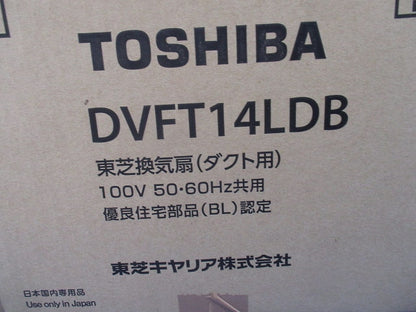 TOSHIBA
DVFT14LDB
東芝換気扇(ダクト用)
100V 50・60Hz共用
優良住宅部品(BL)認定
東芝キヤリア株式会社
日本国内専用品
Use only in Japan